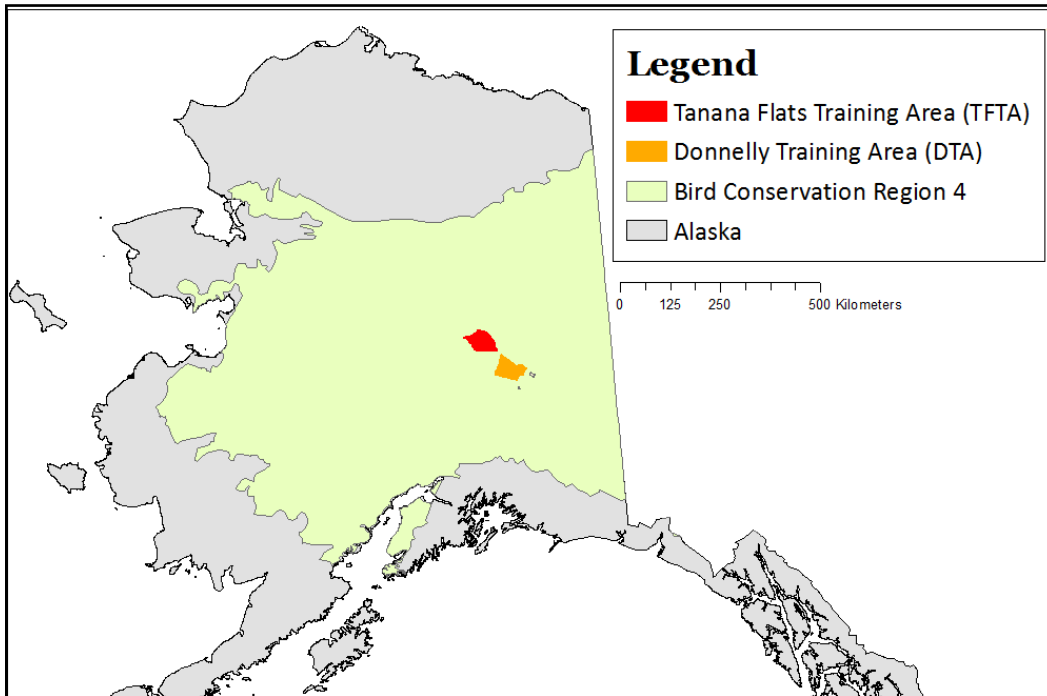 Legend
Tanana Flats Training Area (TFTA)
Donnelly Training Area (DTA)
Bird Conservation Region 4
Alaska
0 125 250 500 Kilometers